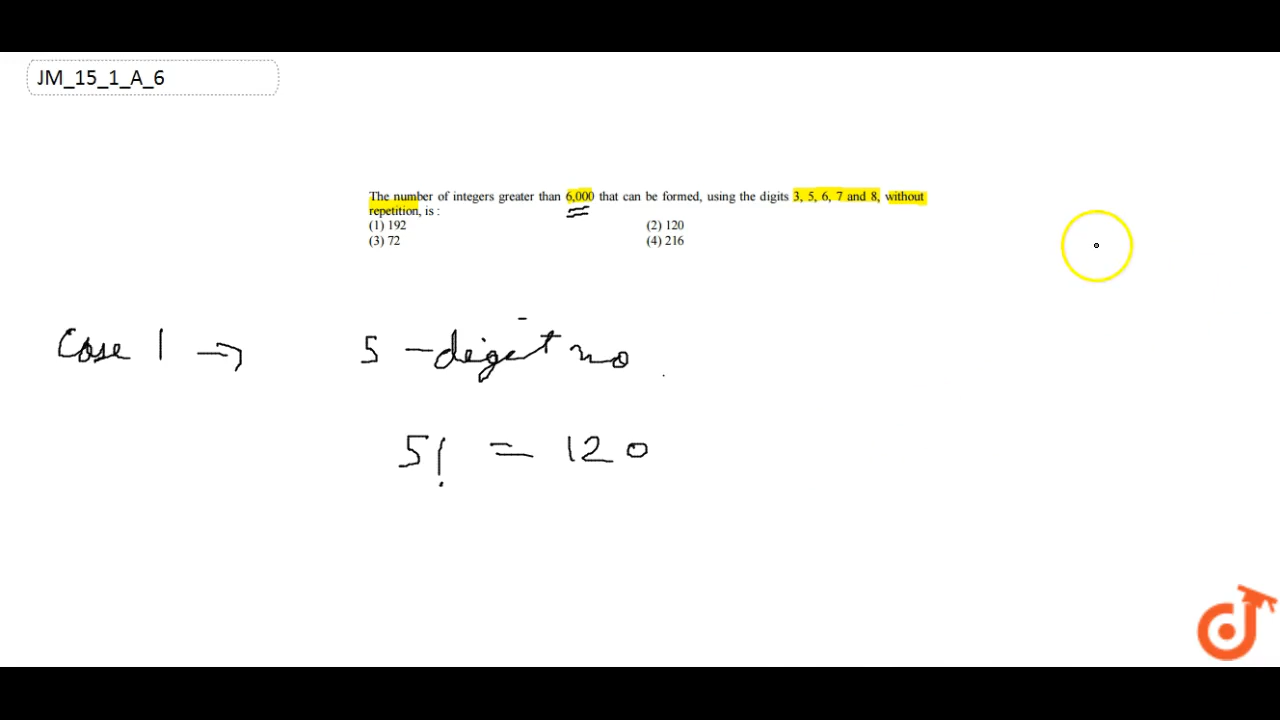 JM_15_1_A_6
The number of integers greater than 6,000 that can be formed, using the digits 3, 5, 6, 7 and 8, without
repetition, is :
(1) 192 (2) 120
(3) 72 (4) 216
Case 1 → 5 -digit no
5! = 120